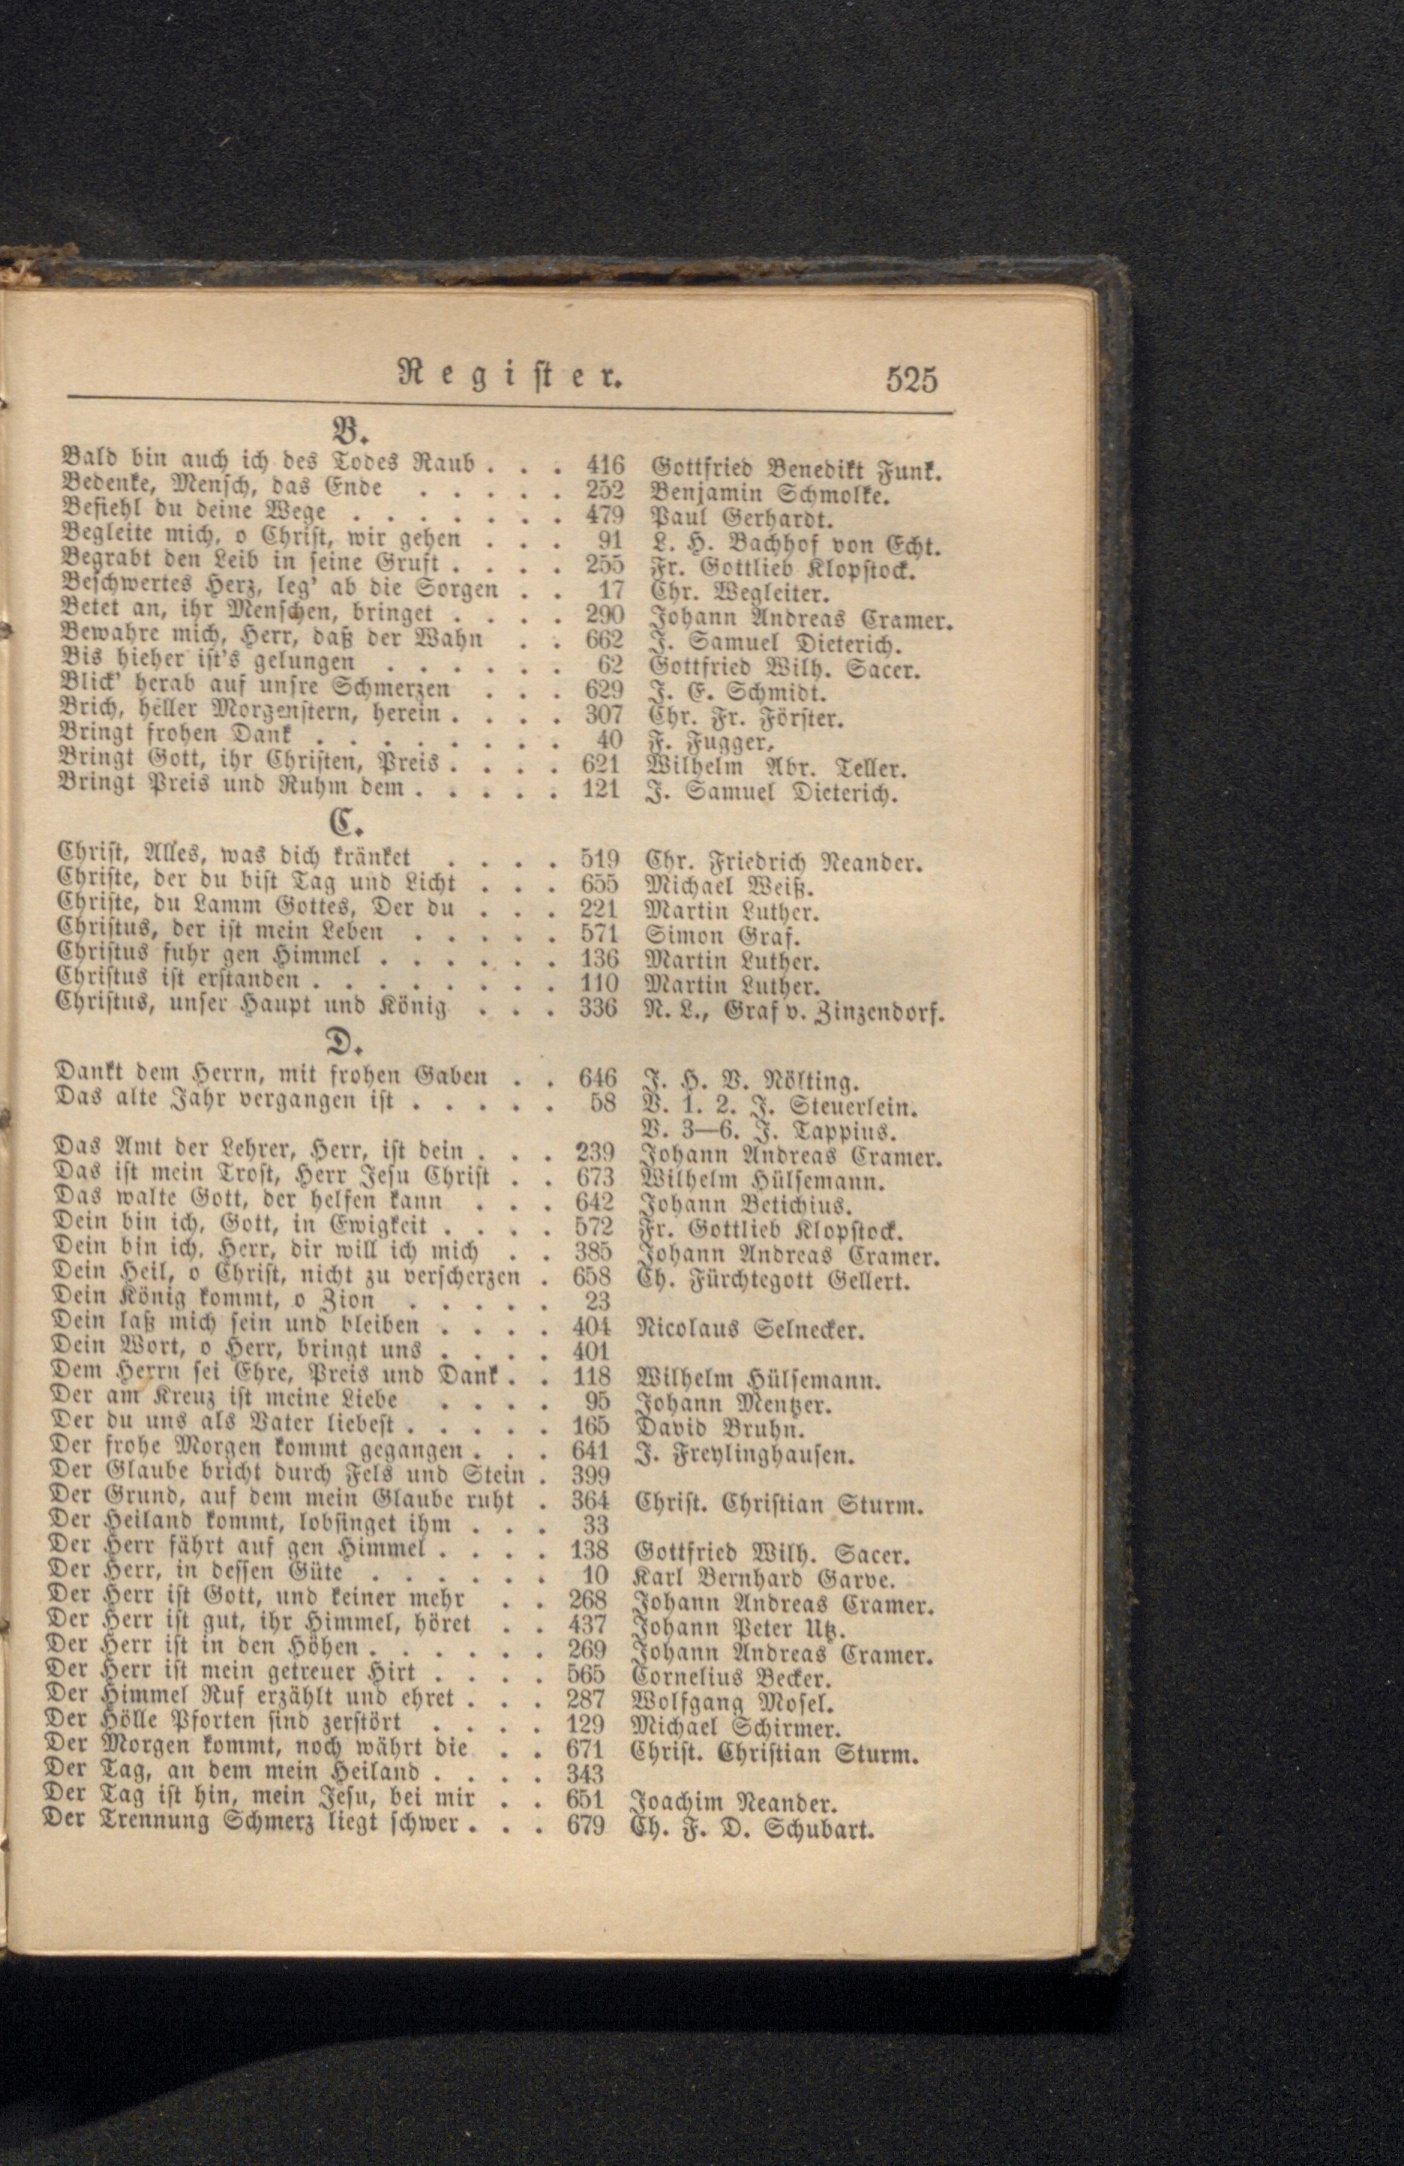 Register. 525
B.
Bald bin auch ich des Todes Raub . . . 416 Gottfried Benedikt Funk.
Bedenke, Mensch, das Ende . . . . . 252 Benjamin Schmolke.
Befiehl du deine Wege . . . . . . . 479 Paul Gerhardt.
Begleite mich, o Christ, wir gehen . . . 91 L. H. Bachhof von Echt.
Begrabt den Leib in seine Gruft . . . . 255 Fr. Gottlieb Klopstock.
Beschwertes Herz, leg' ab die Sorgen . . 17 Chr. Wegleiter.
Betet an, ihr Menschen, bringet . . . . 290 Johann Andreas Cramer.
Bewahre mich, Herr, daß der Wahn . . 662 J. Samuel Dieterich.
Bis hieher ist's gelungen . . . . . . 62 Gottfried Wilh. Sacer.
Blick' herab auf unsre Schmerzen . . . 629 J. E. Schmidt.
Brich, heller Morgenstern, herein . . . . 307 Chr. Fr. Förster.
Bringt frohen Dank . . . . . . . . 40 F. Fugger.
Bringt Gott, ihr Christen, Preis . . . . 621 Wilhelm Abr. Teller.
Bringt Preis und Ruhm dem . . . . . 121 J. Samuel Dieterich.
C.
Christ, Alles, was dich kränket . . . . 519 Chr. Friedrich Neander.
Christe, der du bist Tag und Licht . . . 655 Michael Weiß.
Christe, du Lamm Gottes, Der du . . . 221 Martin Luther.
Christus, der ist mein Leben . . . . . 571 Simon Graf.
Christus fuhr gen Himmel . . . . . . 136 Martin Luther.
Christus ist erstanden . . . . . . . . 110 Martin Luther.
Christus, unser Haupt und König . . . 336 N. L., Graf v. Zinzendorf.
D.
Dankt dem Herrn, mit frohen Gaben . . 646 J. H. V. Nölting.
Das alte Jahr vergangen ist . . . . . 58 V. 1. 2. J. Steuerlein.
V. 3—6. J. Tappius.
Das Amt der Lehrer, Herr, ist dein . . . 239 Johann Andreas Cramer.
Das ist mein Trost, Herr Jesu Christ . . 673 Wilhelm Hülsemann.
Das walte Gott, der helfen kann . . . 642 Johann Betichius.
Dein bin ich, Gott, in Ewigkeit . . . . 572 Fr. Gottlieb Klopstock.
Dein bin ich, Herr, dir will ich mich . . 385 Johann Andreas Cramer.
Dein Heil, o Christ, nicht zu verscherzen . 658 Ch. Fürchtegott Gellert.
Dein König kommt, o Zion . . . . . 23
Dein laß mich sein und bleiben . . . . 404 Nicolaus Selnecker.
Dein Wort, o Herr, bringt uns . . . . 401
Dem Herrn sei Ehre, Preis und Dank . . 118 Wilhelm Hülsemann.
Der am Kreuz ist meine Liebe . . . . 95 Johann Mentzer.
Der du uns als Vater liebest . . . . . 165 David Bruhn.
Der frohe Morgen kommt gegangen . . . 641 J. Freylinghausen.
Der Glaube bricht durch Fels und Stein . 399
Der Grund, auf dem mein Glaube ruht . 364 Christ. Christian Sturm.
Der Heiland kommt, lobsinget ihm . . . 33
Der Herr fährt auf gen Himmel . . . . 138 Gottfried Wilh. Sacer.
Der Herr, in dessen Güte . . . . . . 10 Karl Bernhard Garve.
Der Herr ist Gott, und keiner mehr . . 268 Johann Andreas Cramer.
Der Herr ist gut, ihr Himmel, höret . . 437 Johann Peter Utz.
Der Herr ist in den Höhen . . . . . . 269 Johann Andreas Cramer.
Der Herr ist mein getreuer Hirt . . . . 565 Cornelius Becker.
Der Himmel Ruf erzählt und ehret . . . 287 Wolfgang Mosel.
Der Hölle Pforten sind zerstört . . . . 129 Michael Schirmer.
Der Morgen kommt, noch währt die . . 671 Christ. Christian Sturm.
Der Tag, an dem mein Heiland . . . . 343
Der Tag ist hin, mein Jesu, bei mir . . 651 Joachim Neander.
Der Trennung Schmerz liegt schwer . . . 679 Ch. F. D. Schubart.